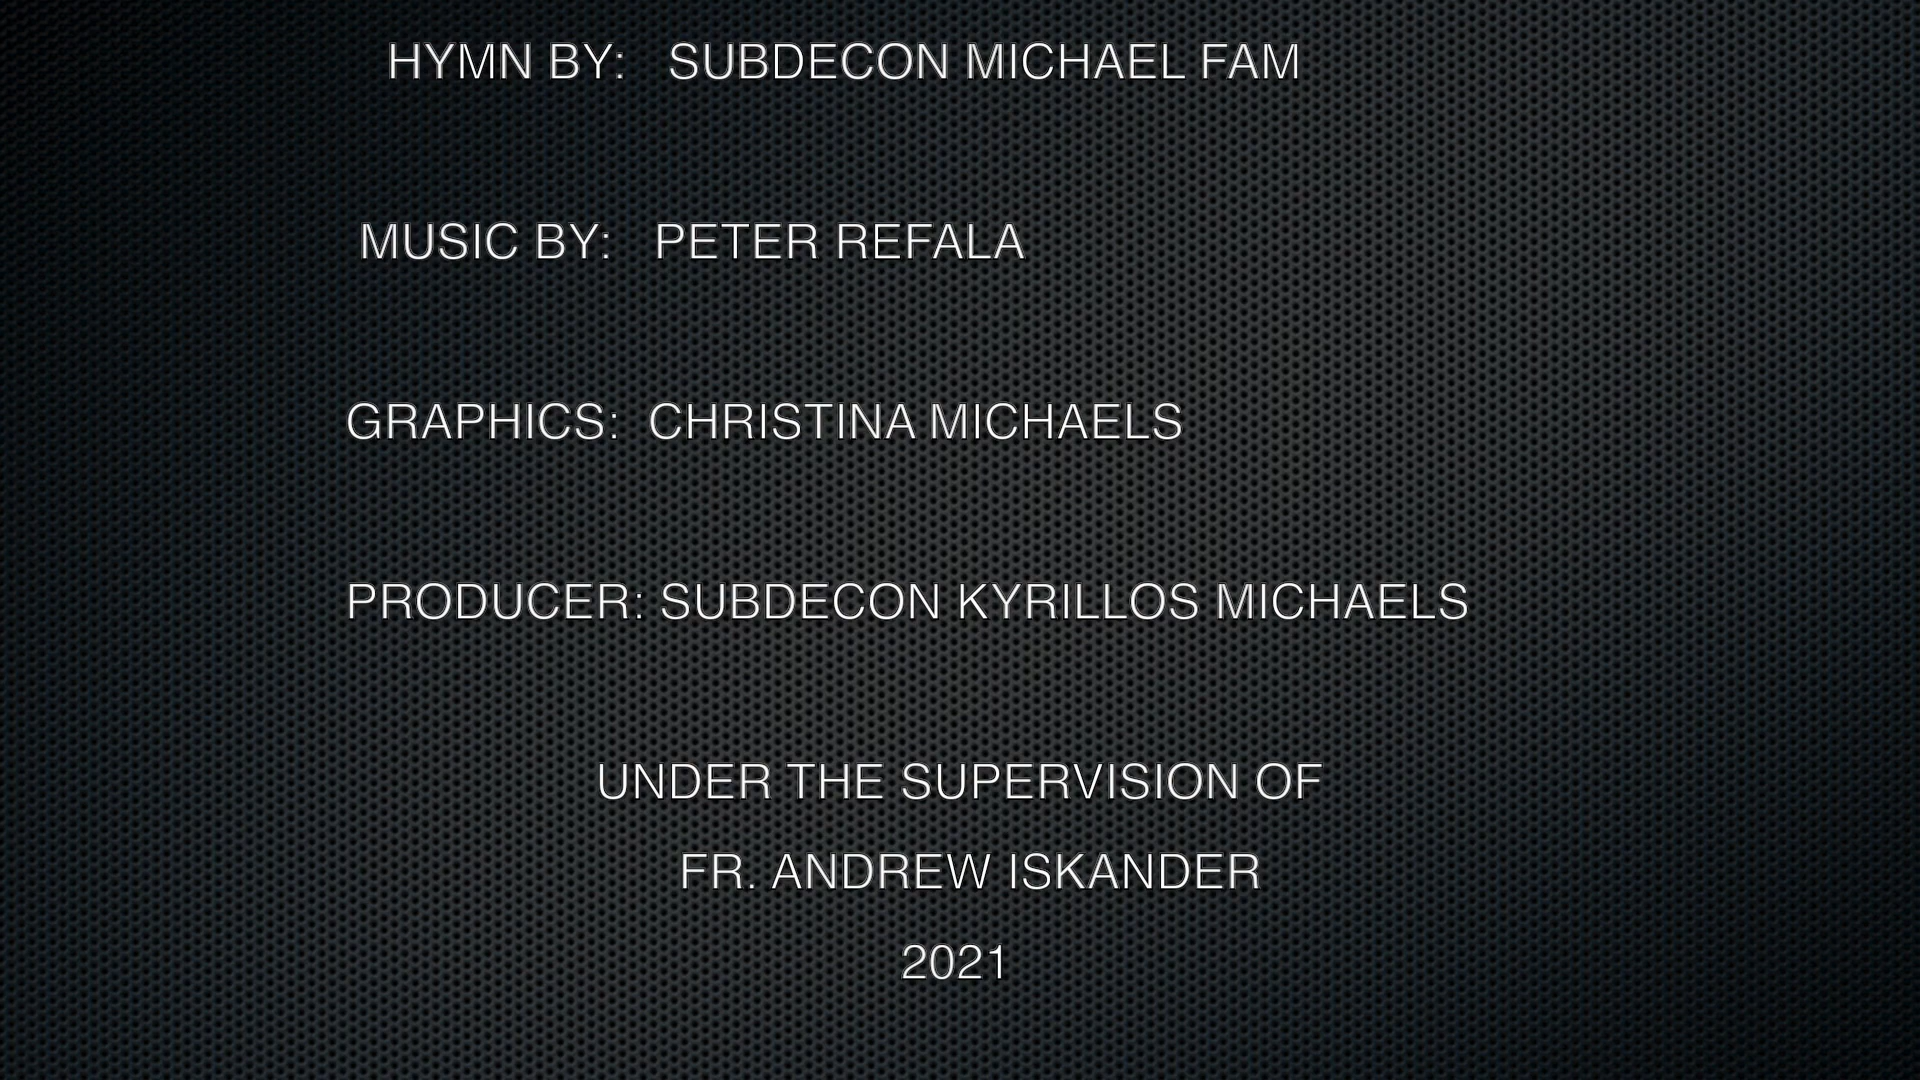 HYMN BY: SUBDECON MICHAEL FAM
MUSIC BY: PETER REFALA
GRAPHICS: CHRISTINA MICHAELS
PRODUCER: SUBDECON KYRILLOS MICHAELS
UNDER THE SUPERVISION OF
FR. ANDREW ISKANDER
2021